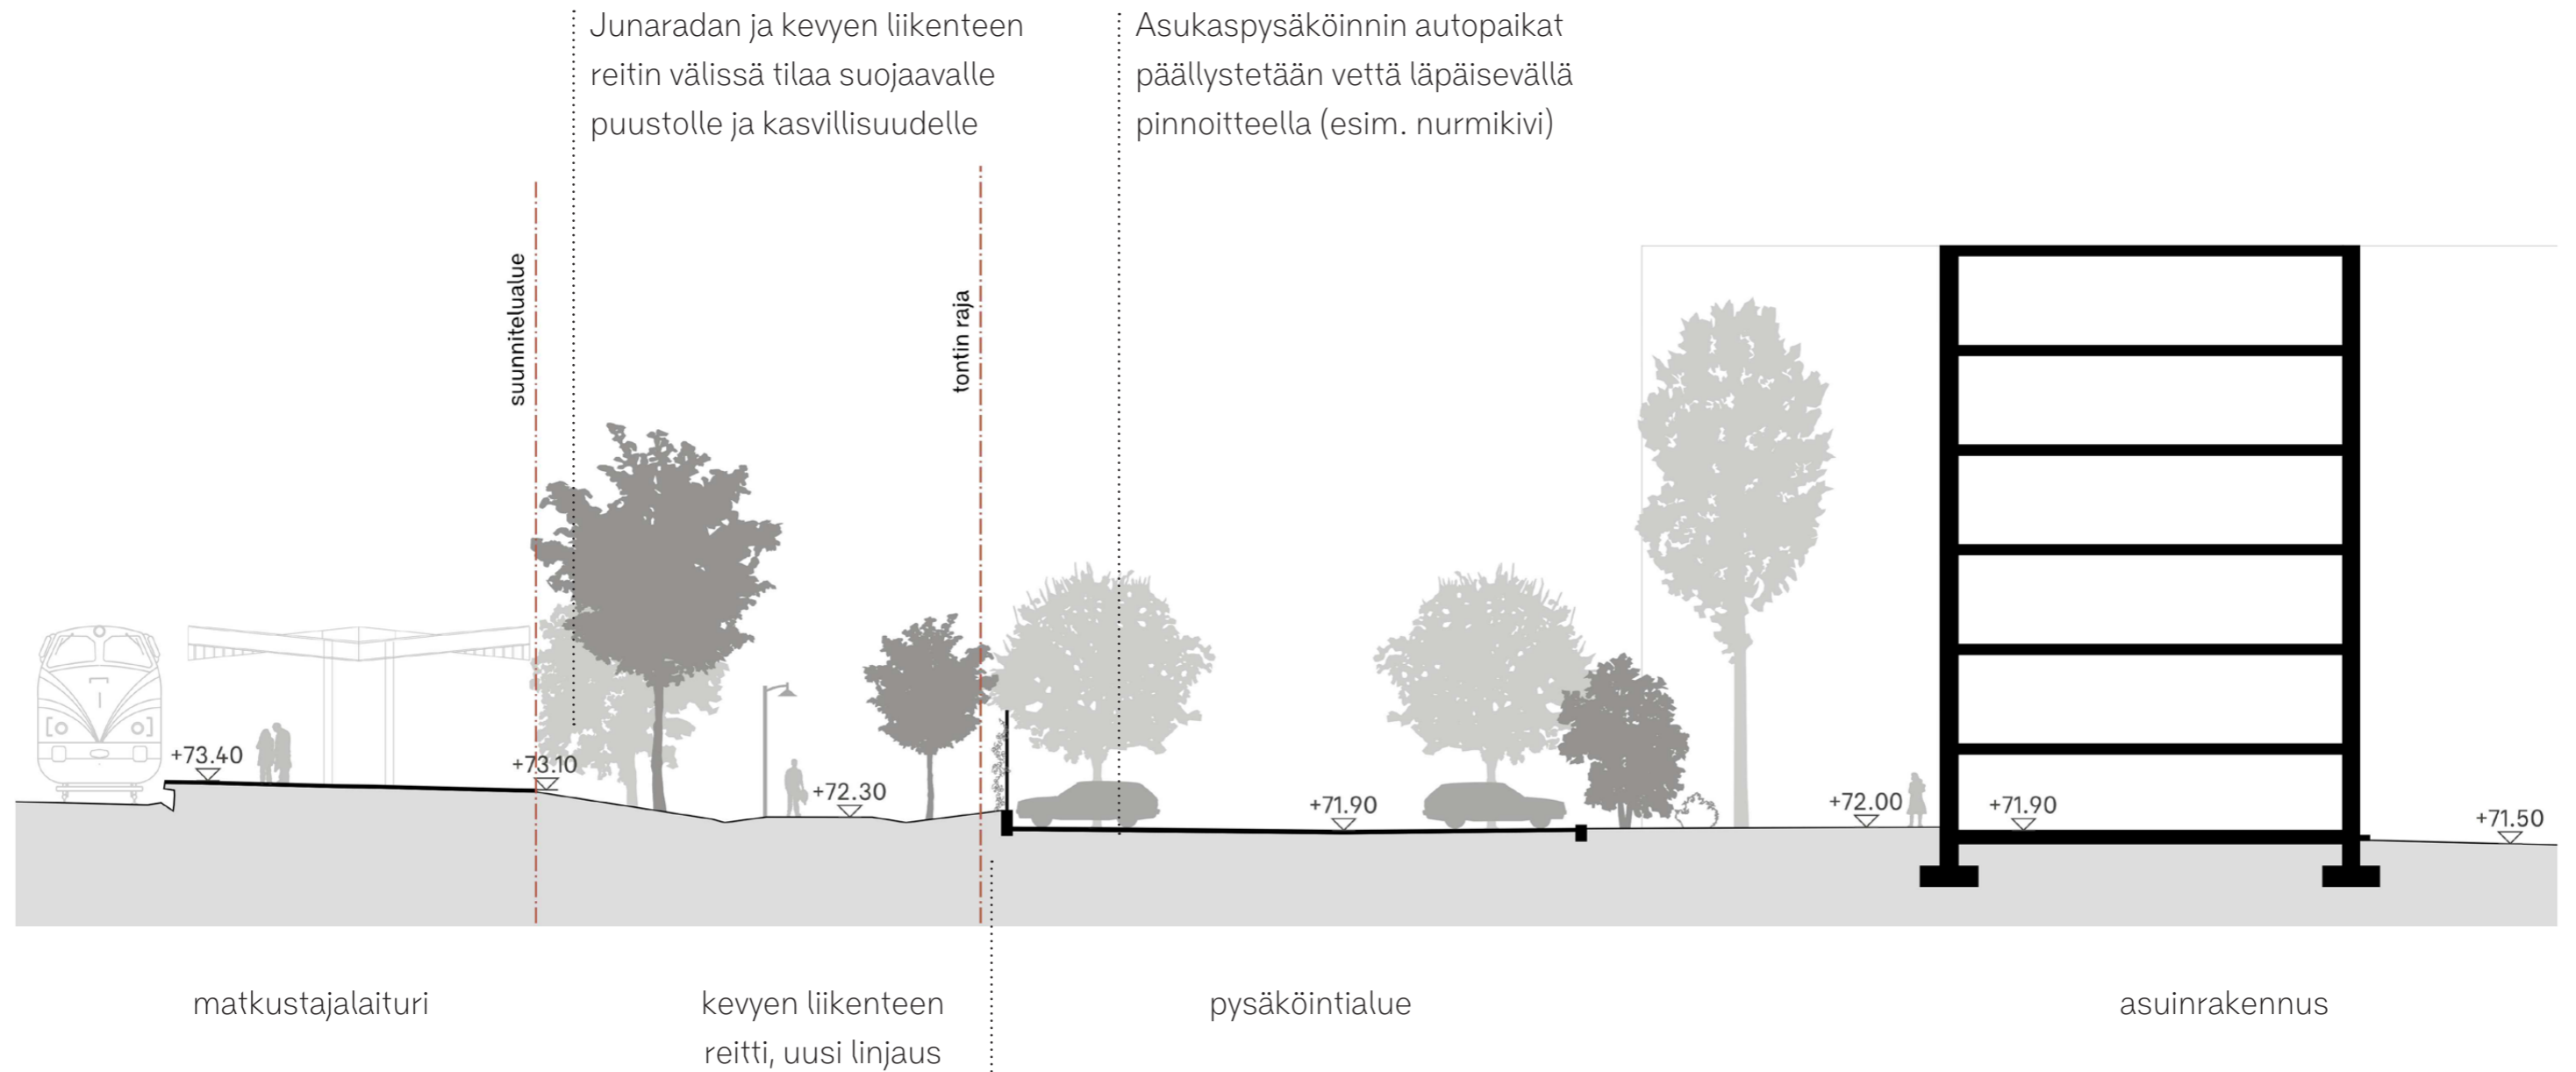 Junaradan ja kevyen liikenteen
reitin välissä tilaa suojaavalle
puustolle ja kasvillisuudelle
Asukaspysäköinnin autopaikat
päällystetään vettä läpäisevällä
pinnoitteella (esim. nurmikivi)
suunnitelualue
tontin raja
+73.40
+73.10
+72.30
+71.90
+72.00
+71.90
+71.50
matkustajalaituri
kevyen liikenteen
reitti, uusi linjaus
pysäköintialue
asuinrakennus